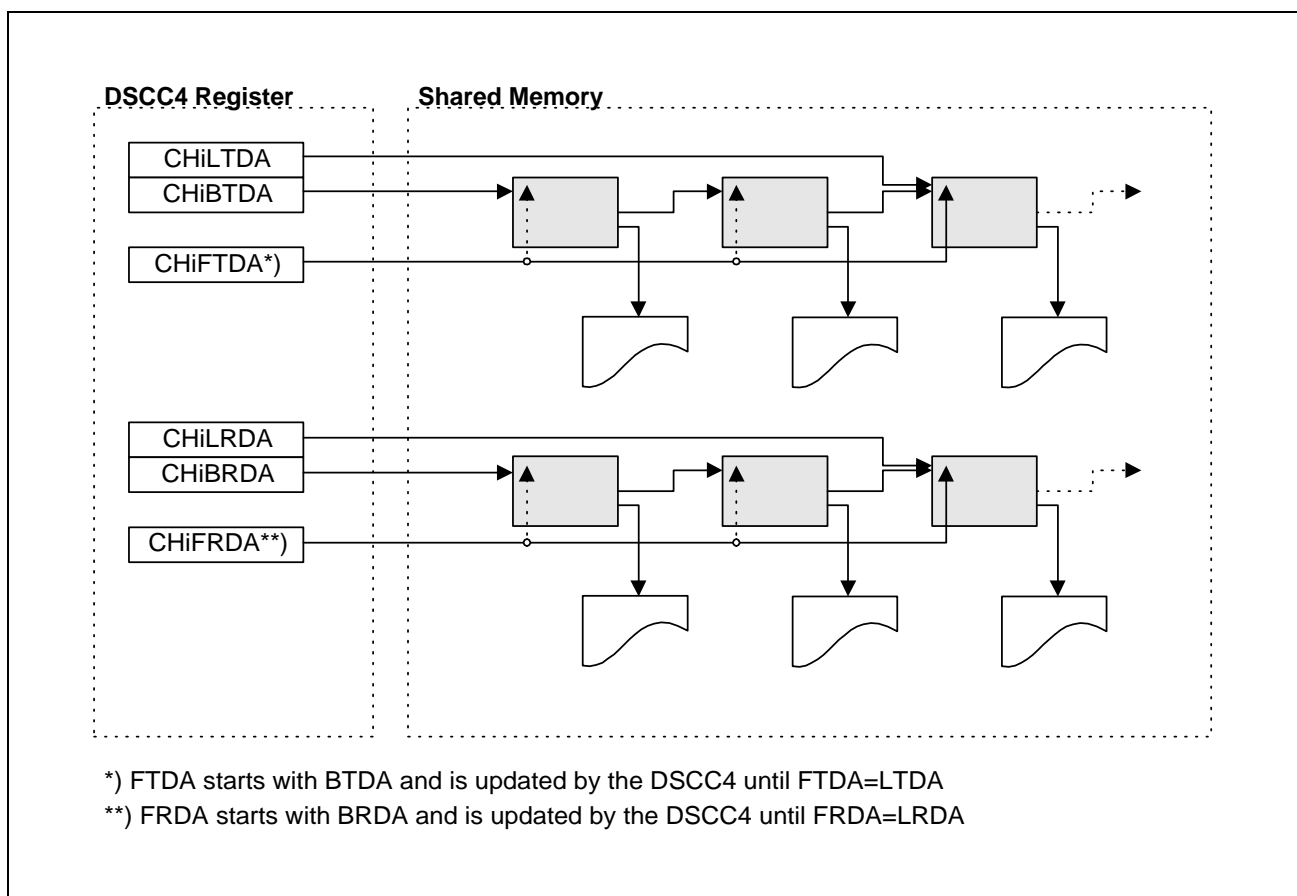 DSCC4 Register
Shared Memory
CHiLTDA
CHiBTDA
CHiFTDA*)
CHiLRDA
CHiBRDA
CHiFRDA**)
*) FTDA starts with BTDA and is updated by the DSCC4 until FTDA=LTDA
**) FRDA starts with BRDA and is updated by the DSCC4 until FRDA=LRDA